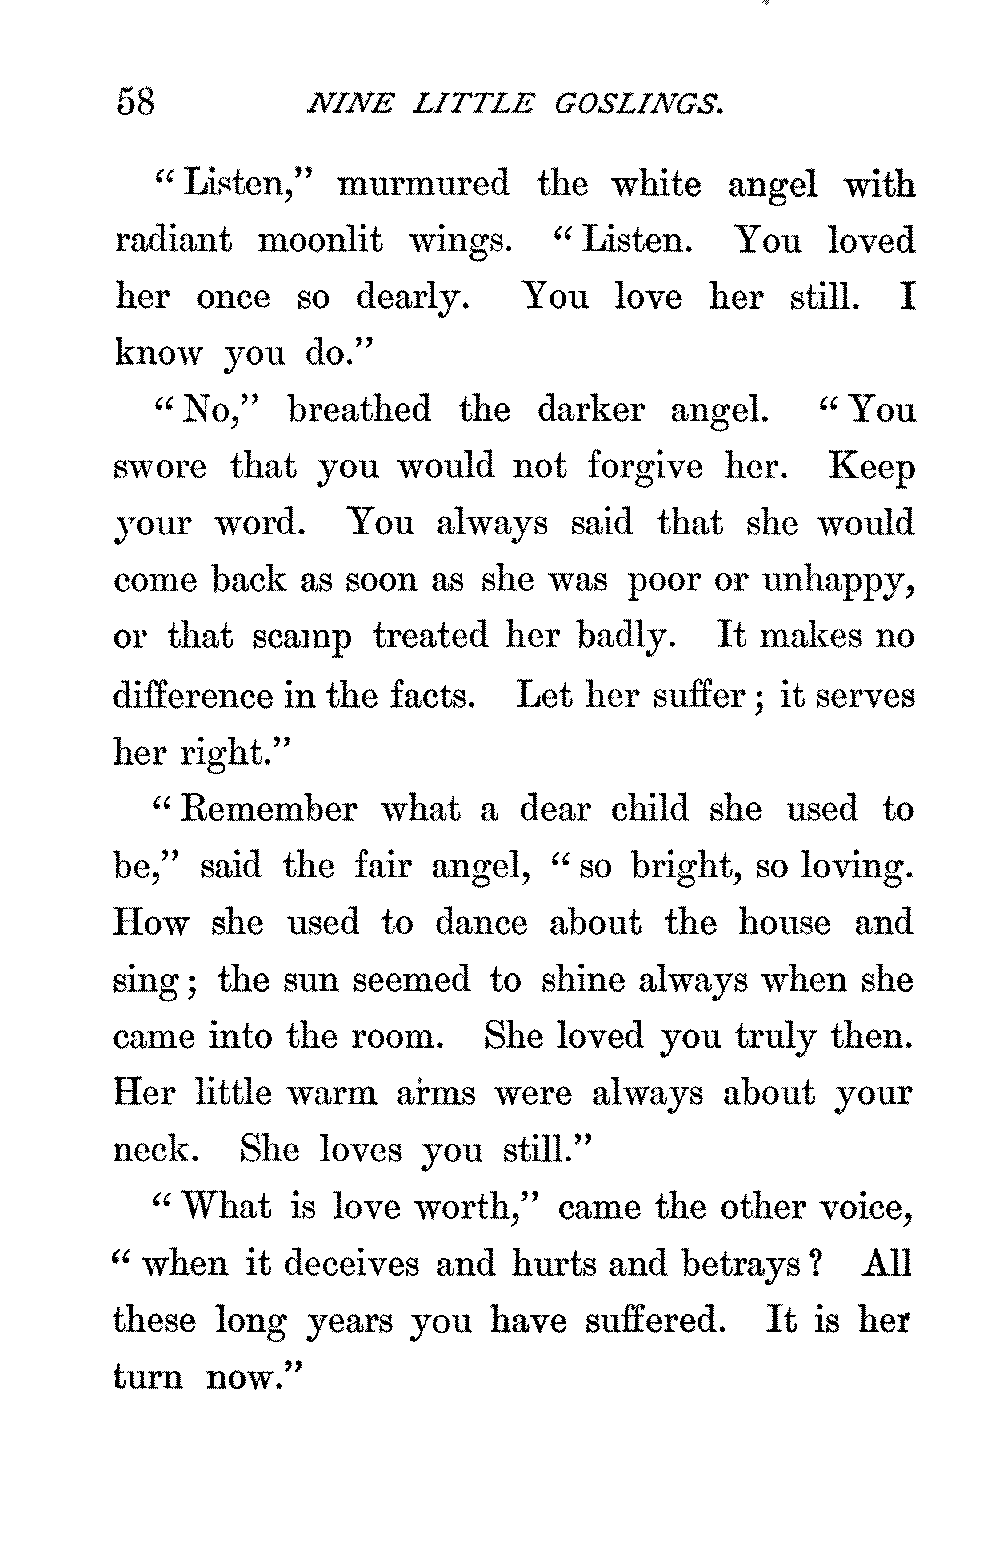 58 NINE LITTLE GOSLINGS.
“Listen,” murmured the white angel with
radiant moonlit wings. “Listen. You loved
her once so dearly. You love her still. I
know you do.”
“No,” breathed the darker angel. “You
swore that you would not forgive her. Keep
your word. You always said that she would
come back as soon as she was poor or unhappy,
or that scamp treated her badly. It makes no
difference in the facts. Let her suffer; it serves
her right.”
“Remember what a dear child she used to
be,” said the fair angel, “so bright, so loving.
How she used to dance about the house and
sing; the sun seemed to shine always when she
came into the room. She loved you truly then.
Her little warm arms were always about your
neck. She loves you still.”
“What is love worth,” came the other voice,
“when it deceives and hurts and betrays? All
these long years you have suffered. It is her
turn now.”